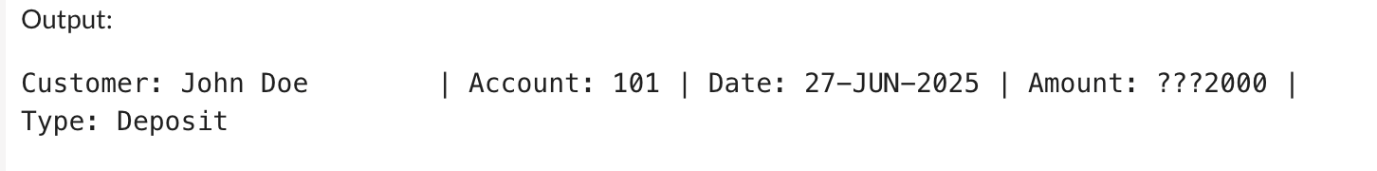 Output:
Customer: John Doe        | Account: 101 | Date: 27-JUN-2025 | Amount: ???2000 |
Type: Deposit